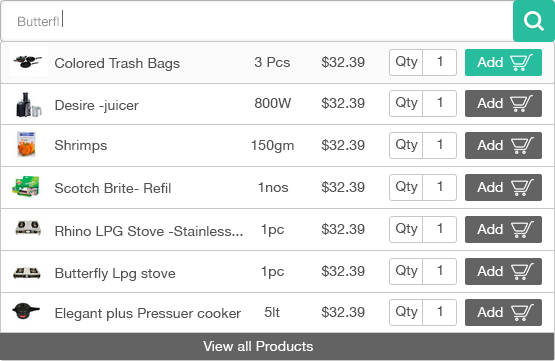 Butterfl
Colored Trash Bags 3 Pcs $32.39 Qty 1 Add
Desire -juicer 800W $32.39 Qty 1 Add
Shrimps 150gm $32.39 Qty 1 Add
Scotch Brite- Refil 1nos $32.39 Qty 1 Add
Rhino LPG Stove -Stainless... 1pc $32.39 Qty 1 Add
Butterfly Lpg stove 1pc $32.39 Qty 1 Add
Elegant plus Pressuer cooker 5lt $32.39 Qty 1 Add
View all Products